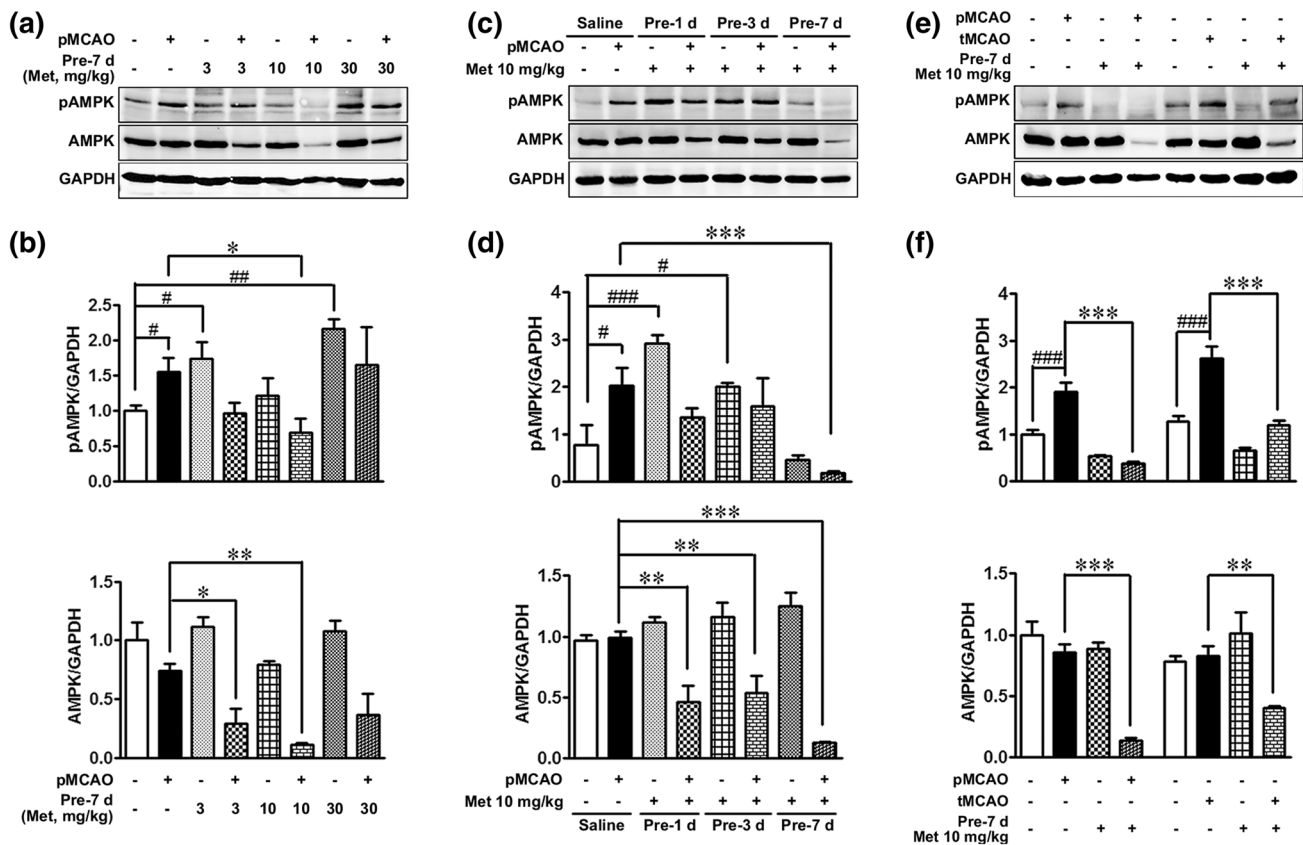 (a)
pMCAO - + - + - + - +
Pre-7 d
(Met, mg/kg) - - 3 3 10 10 30 30
pAMPK
AMPK
GAPDH
(c)
Saline Pre-1 d Pre-3 d Pre-7 d
pMCAO - + - + - + - +
Met 10 mg/kg - - + + + + + +
pAMPK
AMPK
GAPDH
(e)
pMCAO - + - +
tMCAO - + - +
Pre-7 d
Met 10 mg/kg - - + + - - + +
pAMPK
AMPK
GAPDH
(b)
*
##
#
#
pAMPK/GAPDH
2.5
2.0
1.5
1.0
0.5
0.0
**
*
AMPK/GAPDH
1.5
1.0
0.5
0.0
pMCAO - + - + - + - +
Pre-7 d
(Met, mg/kg) - - 3 3 10 10 30 30
(d)
***
#
###
#
pAMPK/GAPDH
4
3
2
1
0
***
**
**
AMPK/GAPDH
1.5
1.0
0.5
0.0
pMCAO - + - + - + - +
Met 10 mg/kg - - + + + + + +
Saline Pre-1 d Pre-3 d Pre-7 d
(f)
***
***
###
###
pAMPK/GAPDH
4
3
2
1
0
***
**
AMPK/GAPDH
1.5
1.0
0.5
0.0
pMCAO - + - +
tMCAO - + - +
Pre-7 d
Met 10 mg/kg - - + + - - + +